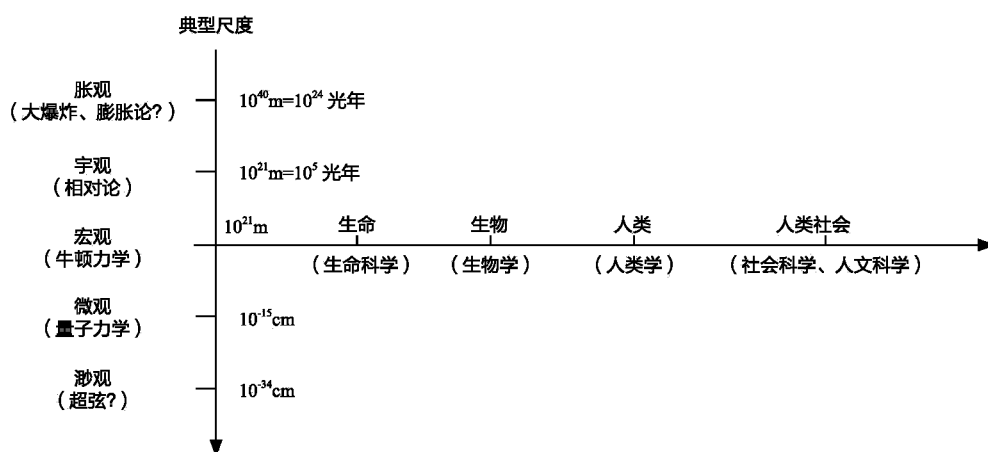 典型尺度
胀观
（大爆炸、膨胀论?）
10⁴⁰m=10²⁴ 光年
宇观
（相对论）
10²¹m=10⁵ 光年
宏观
（牛顿力学）
10²¹m
生命
（生命科学）
生物
（生物学）
人类
（人类学）
人类社会
（社会科学、人文科学）
微观
（量子力学）
10⁻¹⁵cm
渺观
（超弦?）
10⁻³⁴cm